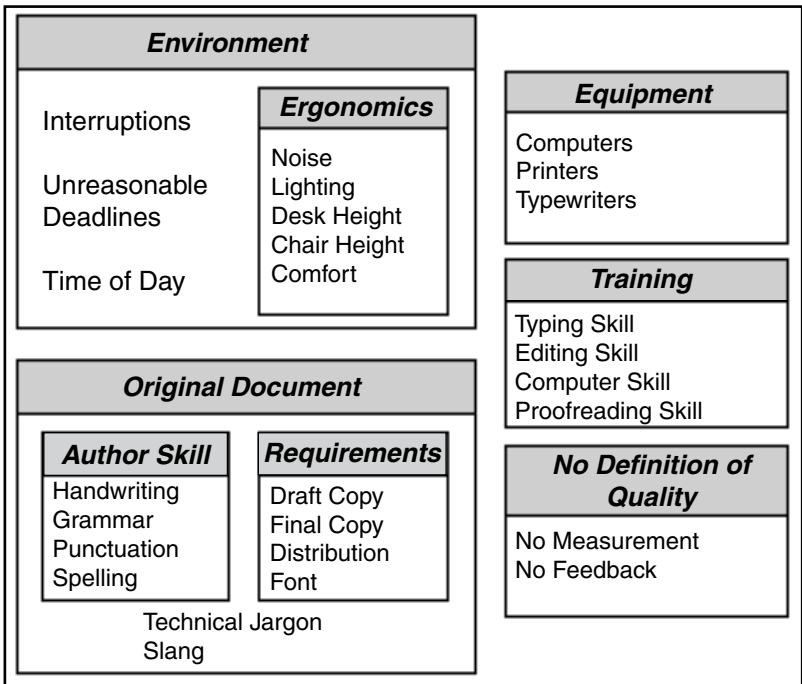 Environment
Interruptions
Unreasonable
Deadlines
Time of Day
Ergonomics
Noise
Lighting
Desk Height
Chair Height
Comfort
Original Document
Author Skill
Handwriting
Grammar
Punctuation
Spelling
Requirements
Draft Copy
Final Copy
Distribution
Font
Technical Jargon
Slang
Equipment
Computers
Printers
Typewriters
Training
Typing Skill
Editing Skill
Computer Skill
Proofreading Skill
No Definition of
Quality
No Measurement
No Feedback